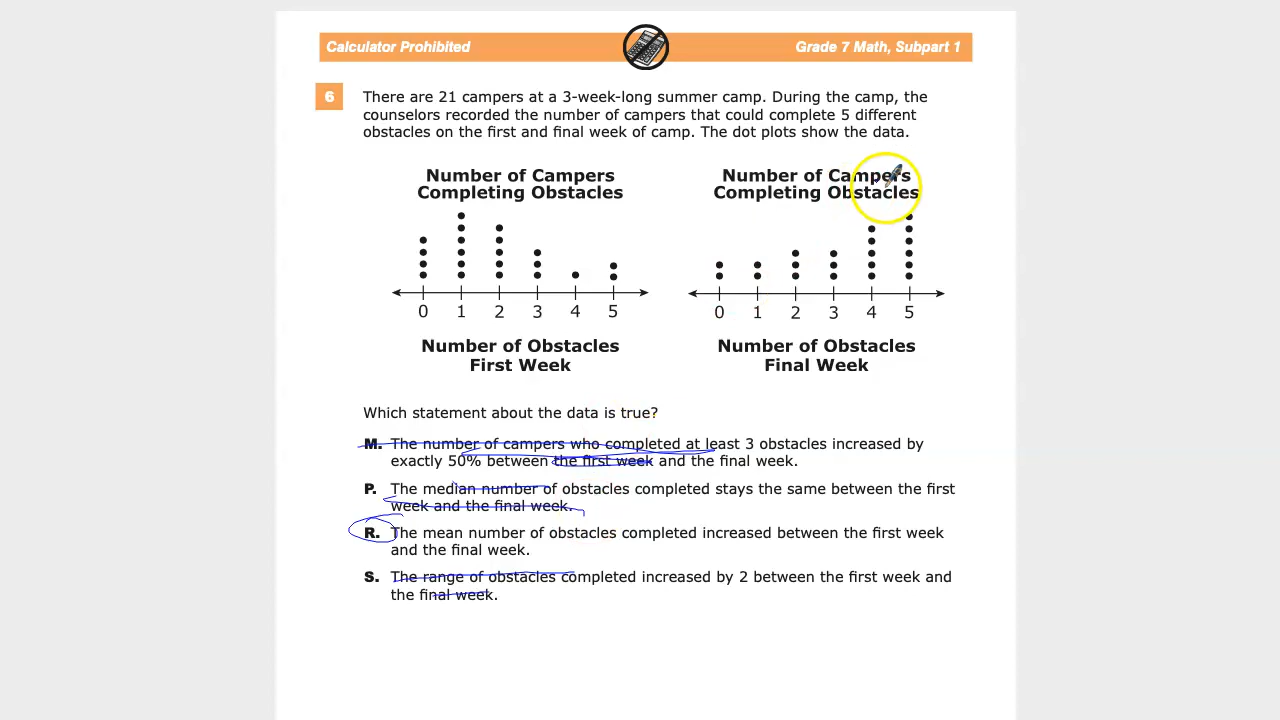 Calculator Prohibited
Grade 7 Math, Subpart 1
6
There are 21 campers at a 3-week-long summer camp. During the camp, the
counselors recorded the number of campers that could complete 5 different
obstacles on the first and final week of camp. The dot plots show the data.
Number of Campers
Completing Obstacles
0 1 2 3 4 5
Number of Obstacles
First Week
Number of Campers
Completing Obstacles
0 1 2 3 4 5
Number of Obstacles
Final Week
Which statement about the data is true?
M. The number of campers who completed at least 3 obstacles increased by
exactly 50% between the first week and the final week.
P. The median number of obstacles completed stays the same between the first
week and the final week.
R. The mean number of obstacles completed increased between the first week
and the final week.
S. The range of obstacles completed increased by 2 between the first week and
the final week.